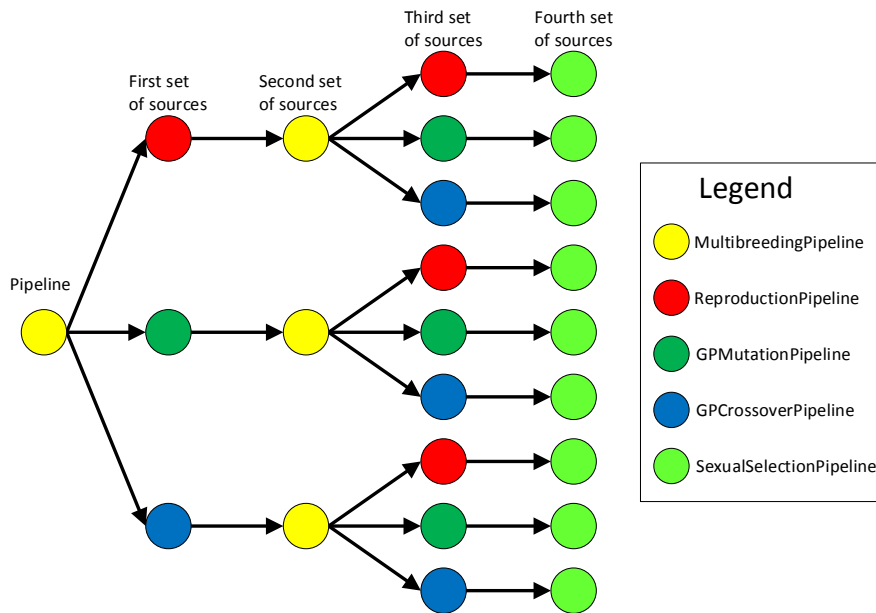 Third set
of sources
Fourth set
of sources
First set
of sources
Second set
of sources
Pipeline
Legend
MultibreedingPipeline
ReproductionPipeline
GPMutationPipeline
GPCrossoverPipeline
SexualSelectionPipeline